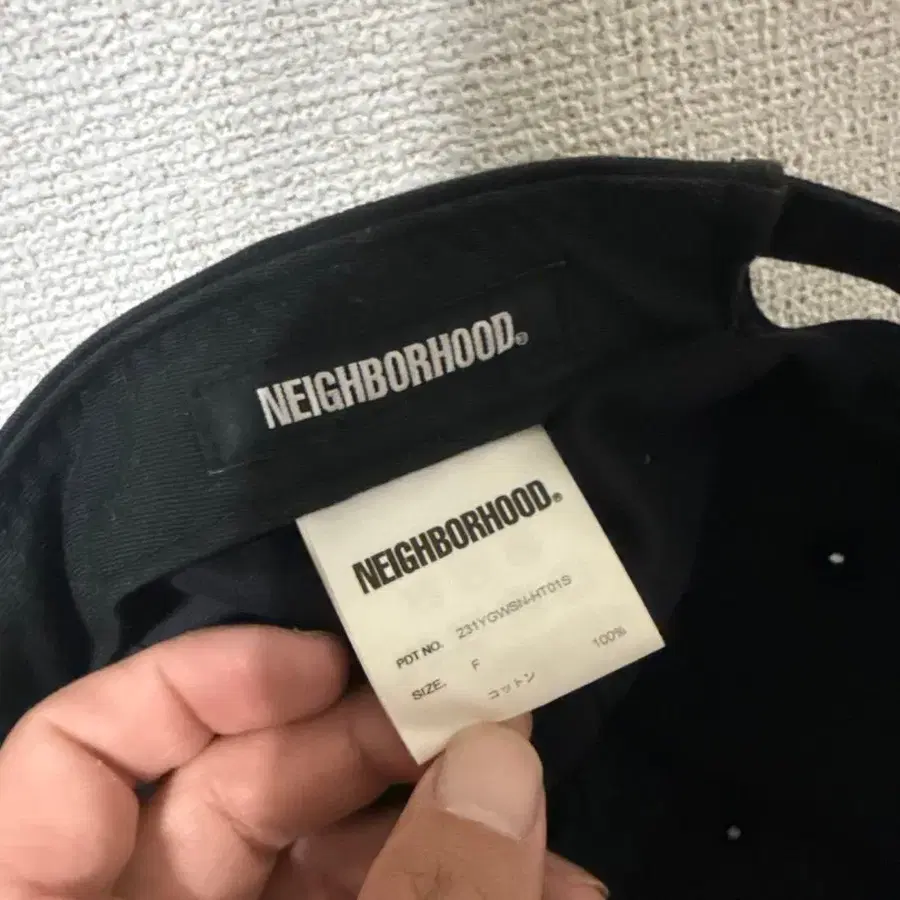 NEIGHBORHOOD®
NEIGHBORHOOD®
PDT NO. 231YGWSN-HT01S
SIZE. F
コットン 100%